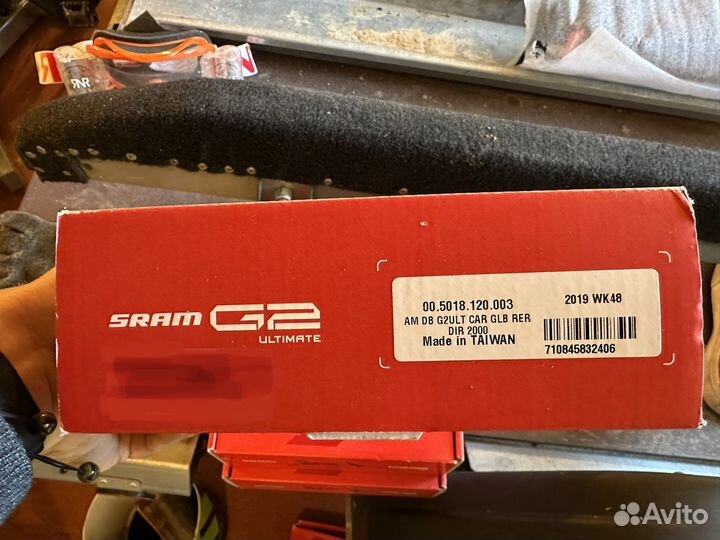 RNR
SRAM G2
ULTIMATE
00.5018.120.003
2019 WK48
AM DB G2ULT CAR GLB RER
DIR 2000
Made in TAIWAN
710845832406
Avito